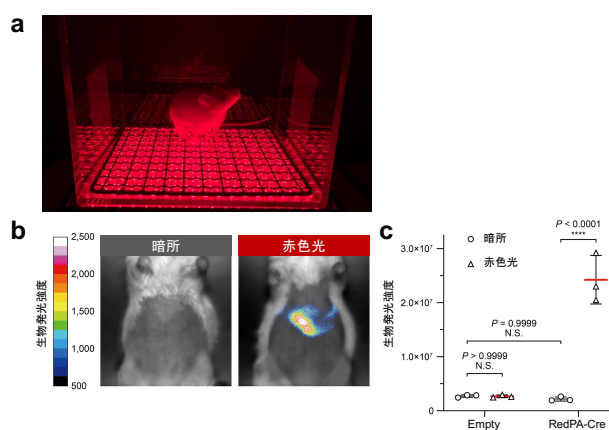 a
b
生物発光強度
2,500
2,000
1,500
1,000
500
暗所
赤色光
c
生物発光強度
3.0×10⁷
2.0×10⁷
1.0×10⁷
0
暗所
赤色光
P < 0.0001
****
P = 0.9999
N.S.
P > 0.9999
N.S.
Empty
RedPA-Cre